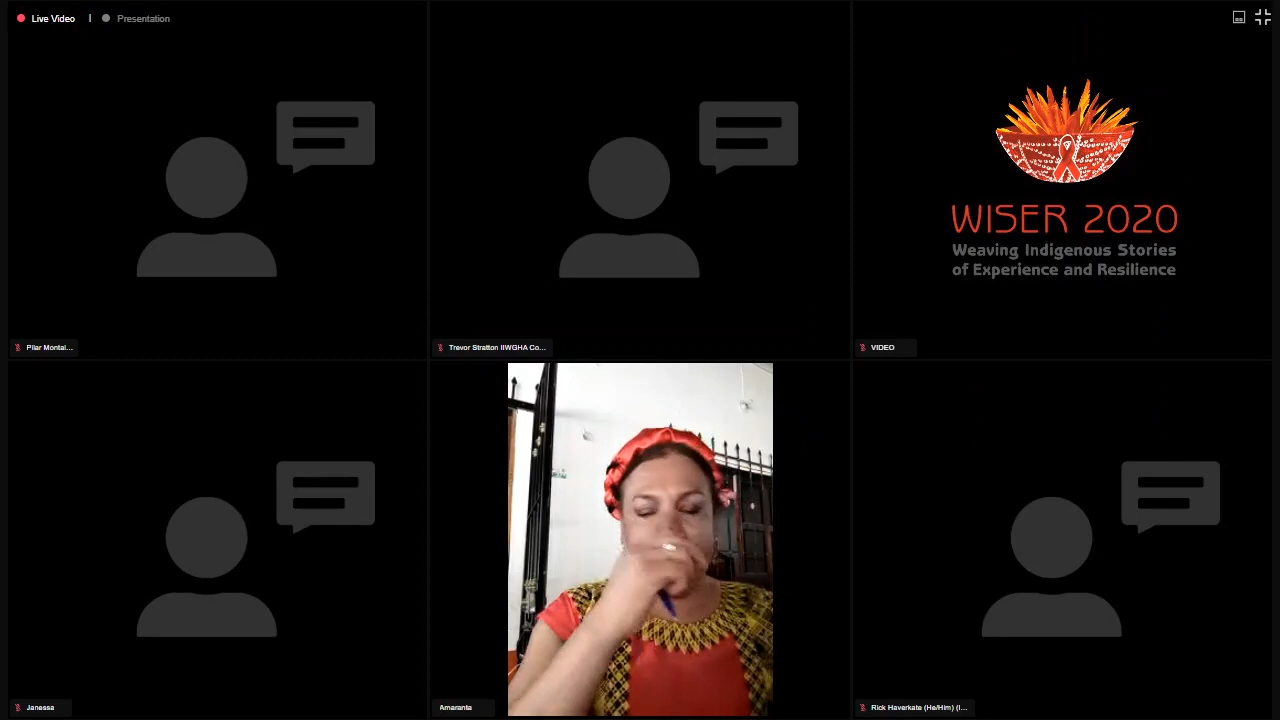 Live Video
Presentation
WISER 2020
Weaving Indigenous Stories
of Experience and Resilience
Pilar Montal...
Trevor Stratton IIWGHA Co...
VIDEO
Janessa
Amaranta
Rick Haverkate (He/Him) (I...